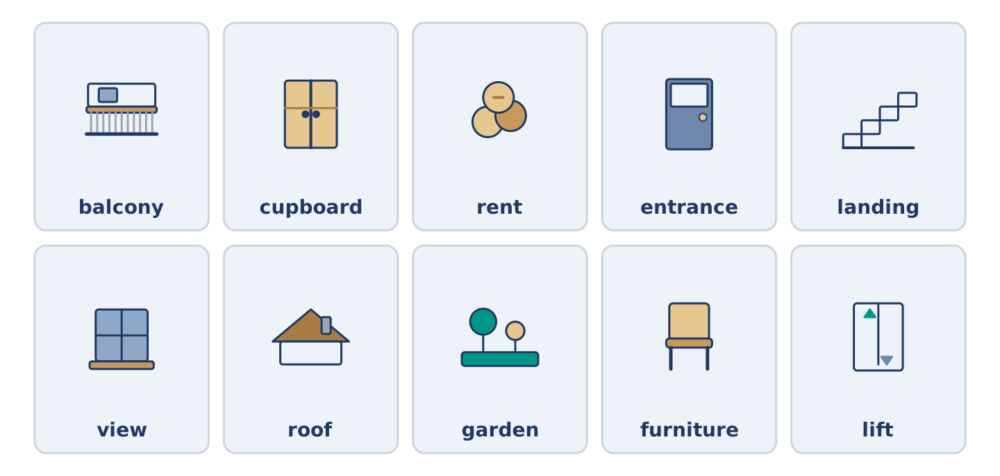 balcony
cupboard
rent
entrance
landing
view
roof
garden
furniture
lift